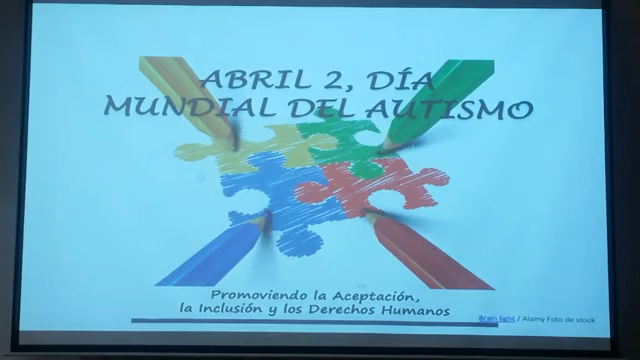 ABRIL 2, DÍA
MUNDIAL DEL AUTISMO
Promoviendo la Aceptación,
la Inclusión y los Derechos Humanos
Brain light / Alamy Foto de stock